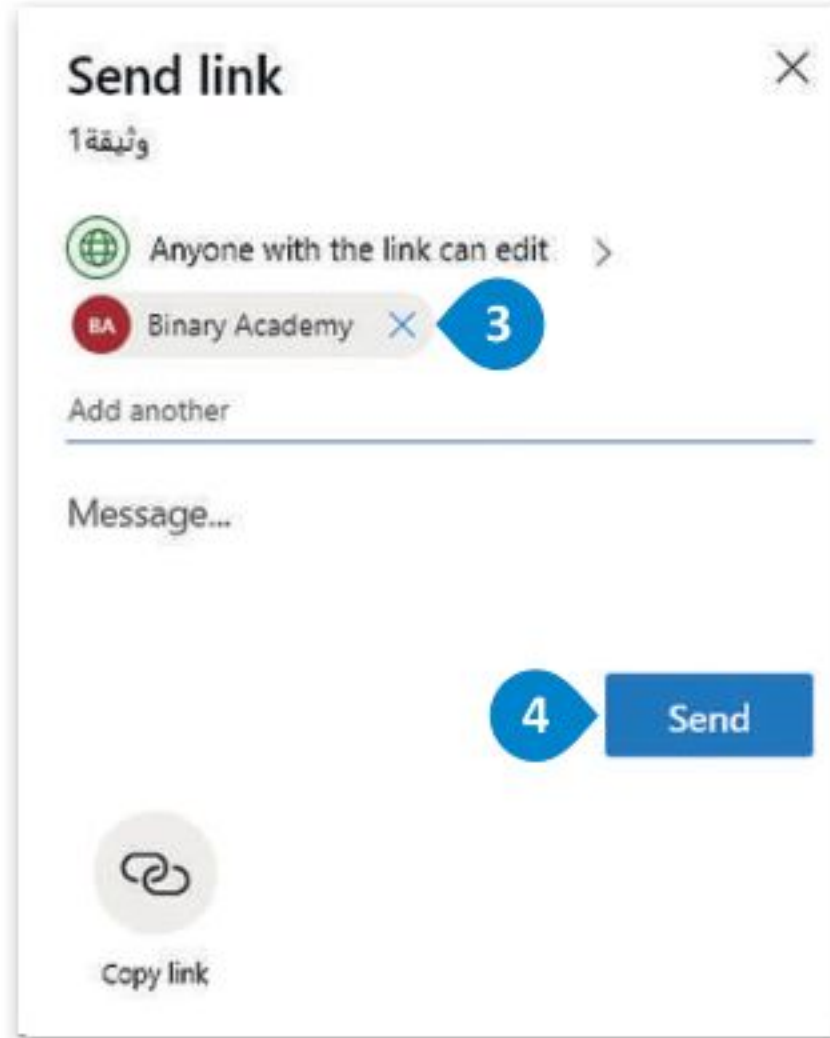 Send link
وثيقة1
Anyone with the link can edit
BA Binary Academy 3
Add another
Message...
4 Send
Copy link